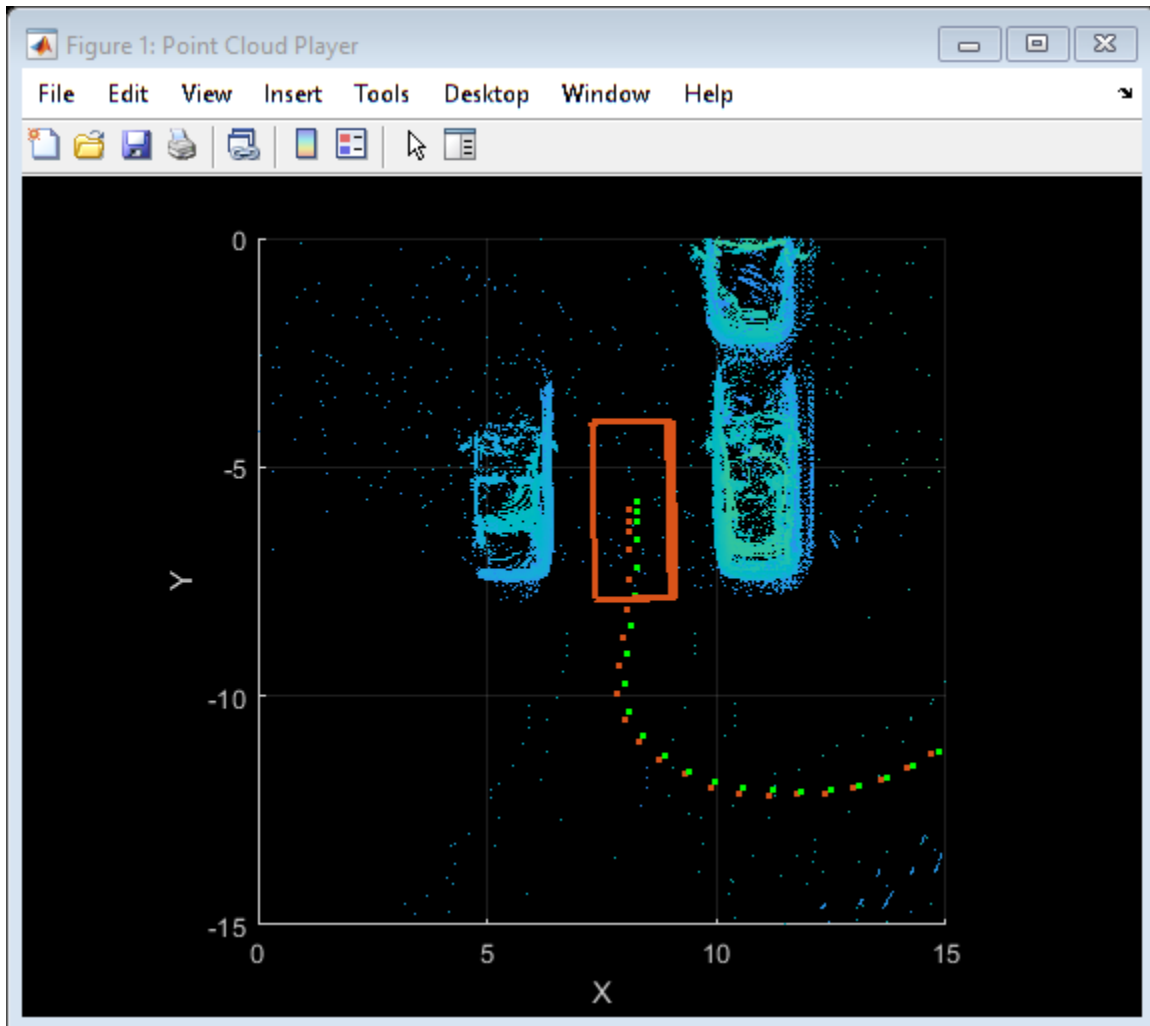 Figure 1: Point Cloud Player
File Edit View Insert Tools Desktop Window Help
0
-5
Y
-10
-15
0 5 10 15
X